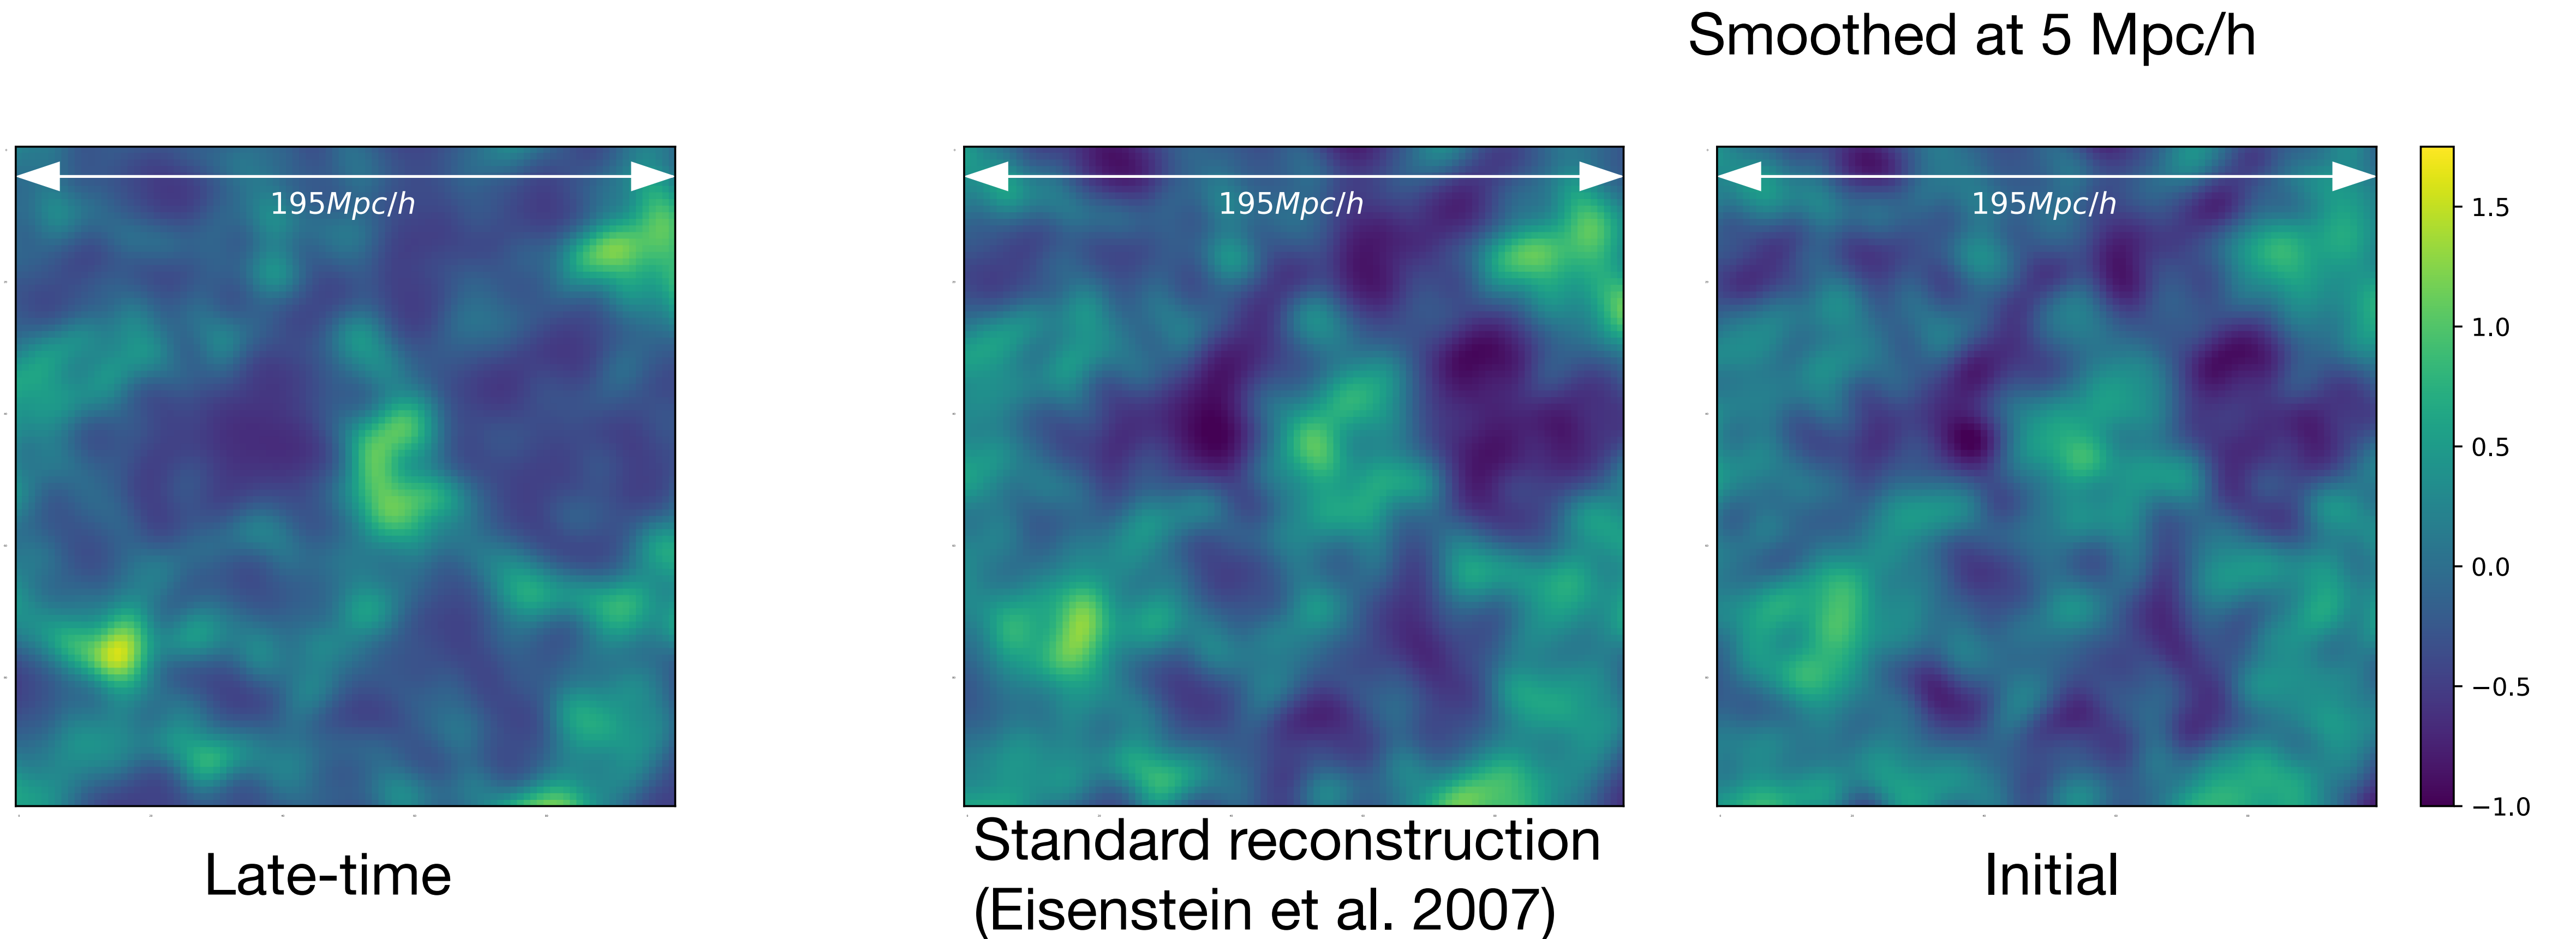 Smoothed at 5 Mpc/h
195Mpc/h
195Mpc/h
195Mpc/h
1.5
1.0
0.5
0.0
−0.5
−1.0
Late-time
Standard reconstruction
(Eisenstein et al. 2007)
Initial